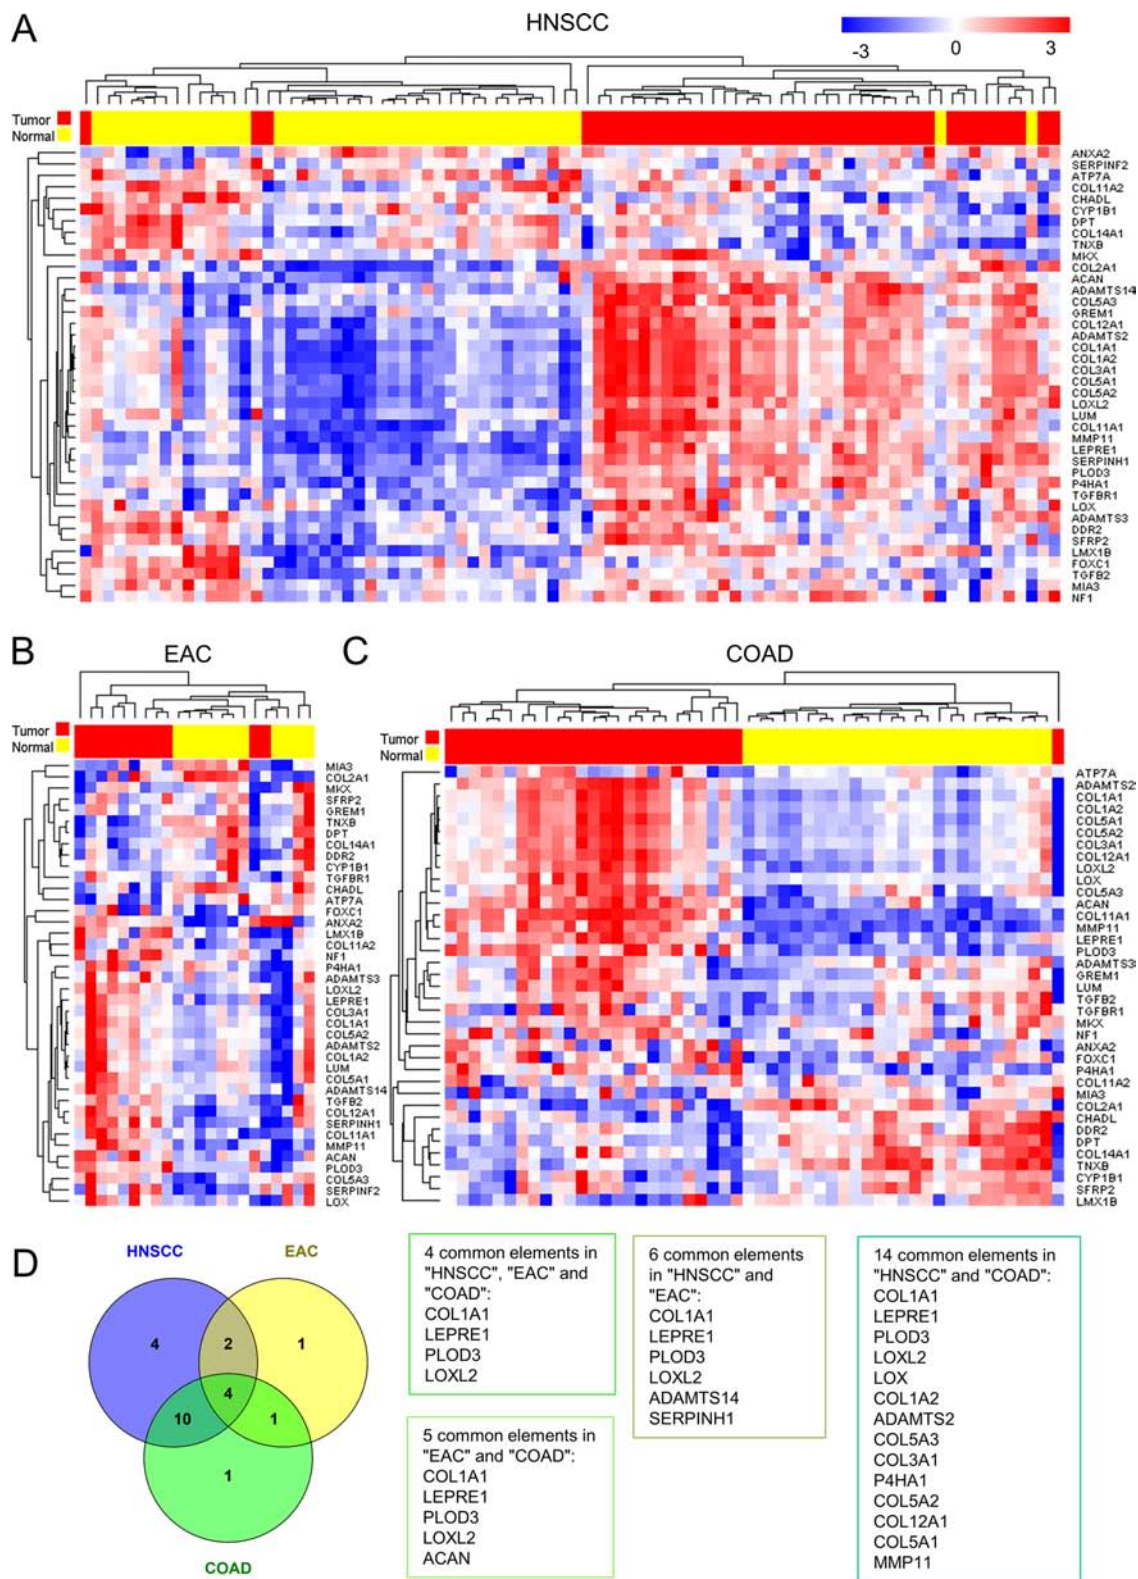 A
HNSCC
-3
0
3
Tumor
Normal
ANXA2
SERPINF2
ATP7A
COL11A2
CHADL
CYP1B1
DPT
COL14A1
TNXB
MKX
COL2A1
ACAN
ADAMTS14
COL5A3
GREM1
COL12A1
ADAMTS2
COL1A1
COL1A2
COL3A1
COL5A1
COL5A2
LOXL2
LUM
COL11A1
MMP11
LEPRE1
SERPINH1
PLOD3
P4HA1
TGFBR1
LOX
ADAMTS3
DDR2
SFRP2
LMX1B
FOXC1
TGFB2
MIA3
NF1
B
EAC
Tumor
Normal
MIA3
COL2A1
MKX
SFRP2
GREM1
TNXB
DPT
COL14A1
DDR2
CYP1B1
TGFBR1
CHADL
ATP7A
FOXC1
ANXA2
LMX1B
COL11A2
NF1
P4HA1
ADAMTS3
LOXL2
LEPRE1
COL3A1
COL1A1
COL5A2
ADAMTS2
COL1A2
LUM
COL5A1
ADAMTS14
TGFB2
COL12A1
SERPINH1
COL11A1
MMP11
ACAN
PLOD3
COL5A3
SERPINF2
LOX
C
COAD
Tumor
Normal
ATP7A
ADAMTS2
COL1A1
COL1A2
COL5A1
COL5A2
COL3A1
COL12A1
LOXL2
LOX
COL5A3
ACAN
COL11A1
MMP11
LEPRE1
PLOD3
ADAMTS3
GREM1
LUM
TGFB2
TGFBR1
MKX
NF1
ANXA2
FOXC1
P4HA1
COL11A2
MIA3
COL2A1
CHADL
DDR2
DPT
COL14A1
TNXB
CYP1B1
SFRP2
LMX1B
D
HNSCC
EAC
4
2
1
4
10
1
1
COAD
4 common elements in
"HNSCC", "EAC" and
"COAD":
COL1A1
LEPRE1
PLOD3
LOXL2
5 common elements in
"EAC" and "COAD":
COL1A1
LEPRE1
PLOD3
LOXL2
ACAN
6 common elements
in "HNSCC" and
"EAC":
COL1A1
LEPRE1
PLOD3
LOXL2
ADAMTS14
SERPINH1
14 common elements in
"HNSCC" and "COAD":
COL1A1
LEPRE1
PLOD3
LOXL2
LOX
COL1A2
ADAMTS2
COL5A3
COL3A1
P4HA1
COL5A2
COL12A1
COL5A1
MMP11